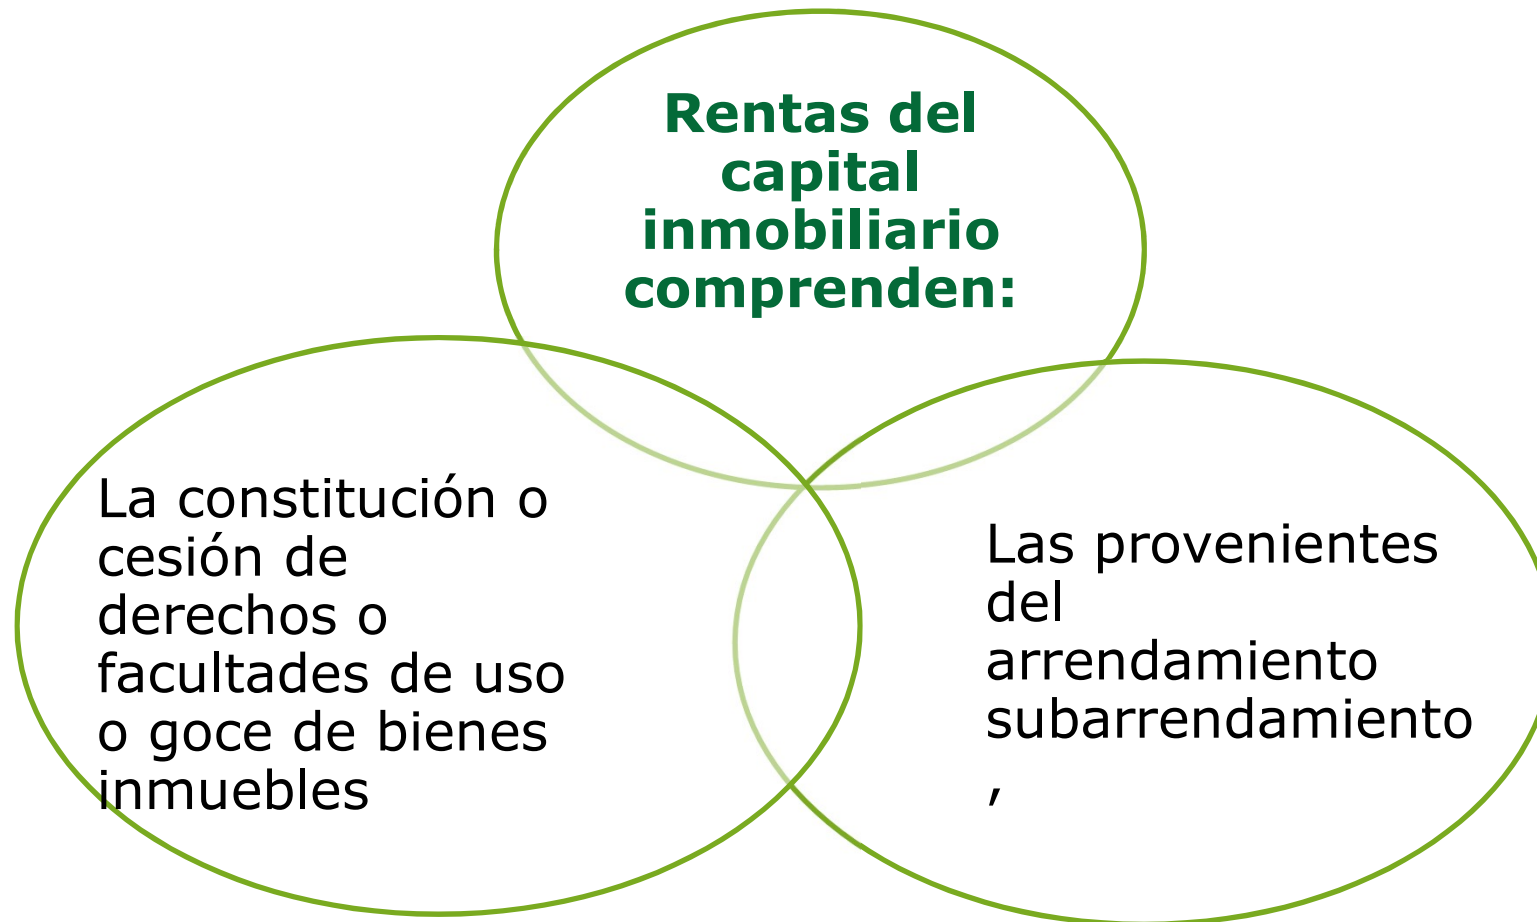 Rentas del
capital
inmobiliario
comprenden:
La constitución o
cesión de
derechos o
facultades de uso
o goce de bienes
inmuebles
Las provenientes
del
arrendamiento
subarrendamiento
,